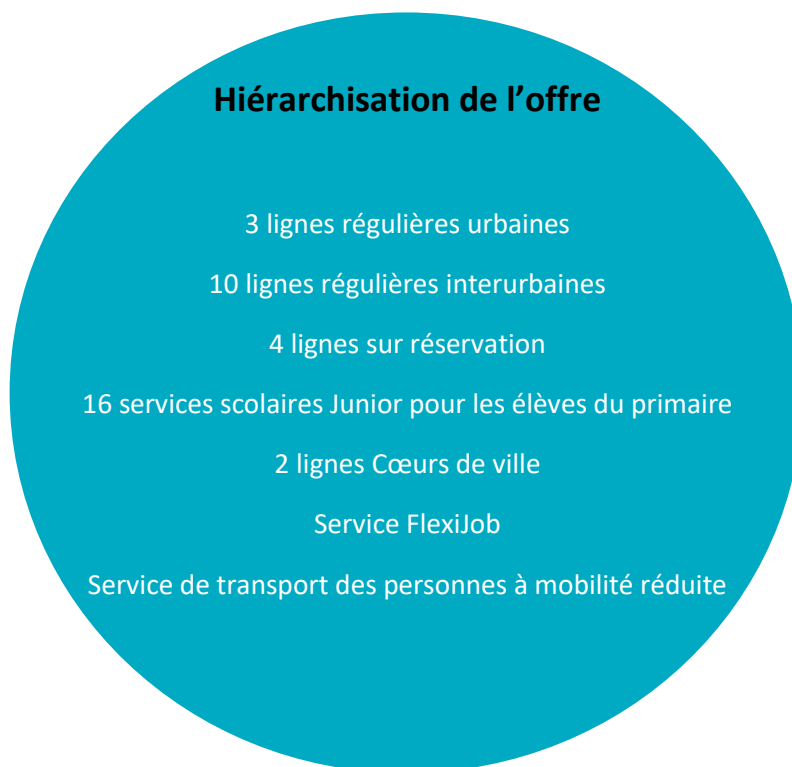 Hiérarchisation de l’offre
3 lignes régulières urbaines
10 lignes régulières interurbaines
4 lignes sur réservation
16 services scolaires Junior pour les élèves du primaire
2 lignes Cœurs de ville
Service FlexiJob
Service de transport des personnes à mobilité réduite